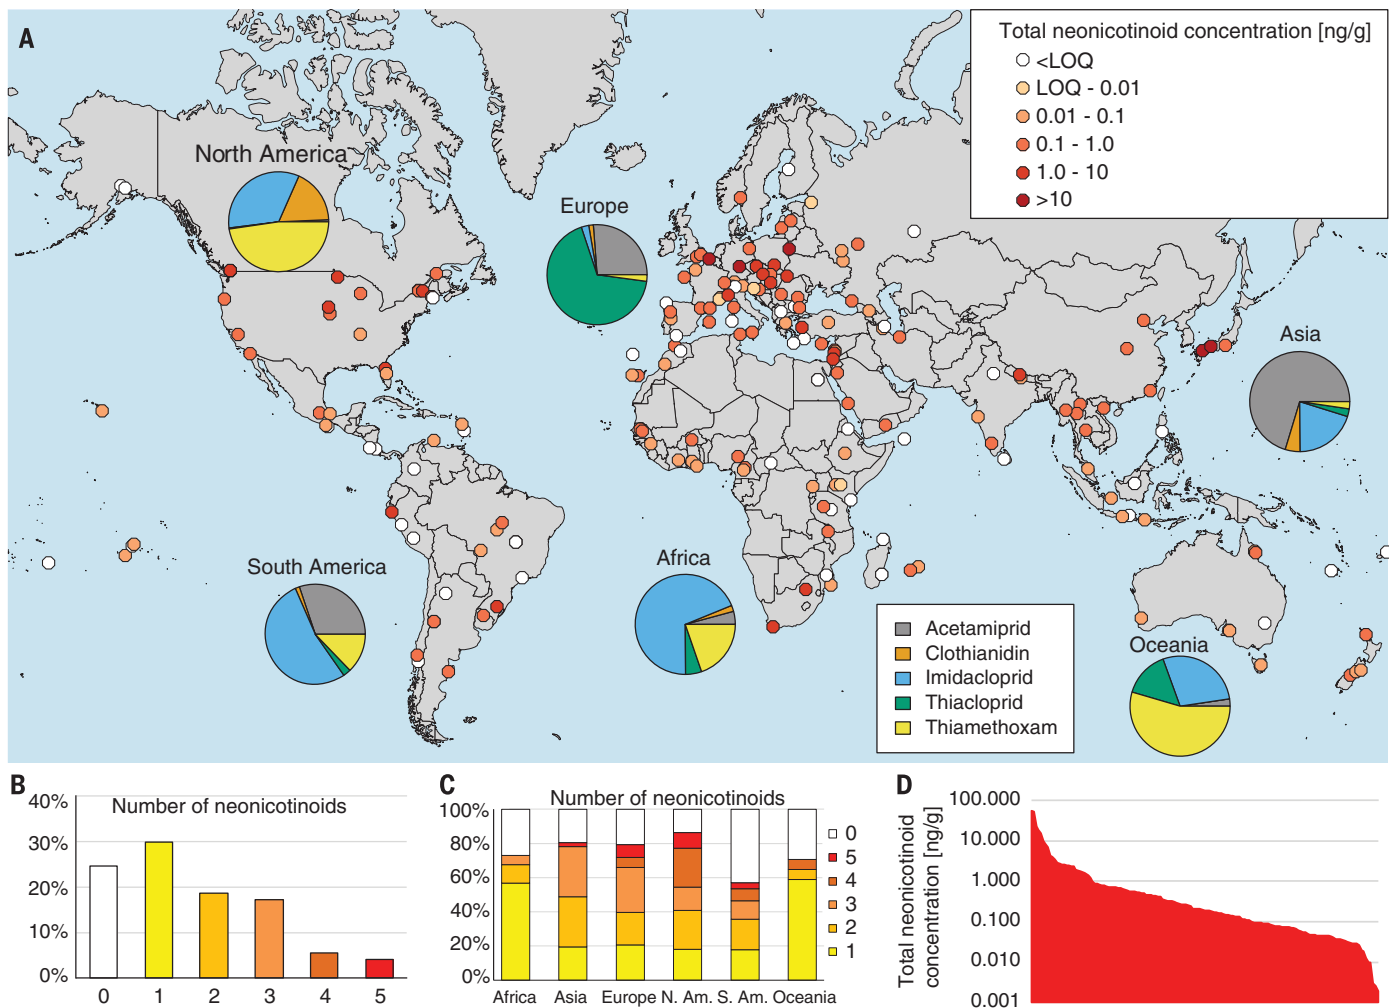 A
Total neonicotinoid concentration [ng/g]
<LOQ
LOQ - 0.01
0.01 - 0.1
0.1 - 1.0
1.0 - 10
>10
North America
Europe
Asia
South America
Africa
Oceania
Acetamiprid
Clothianidin
Imidacloprid
Thiacloprid
Thiamethoxam
B
Number of neonicotinoids
40%
30%
20%
10%
0%
0 1 2 3 4 5
C
Number of neonicotinoids
100%
80%
60%
40%
20%
0%
Africa Asia Europe N. Am. S. Am. Oceania
0
5
4
3
2
1
D
Total neonicotinoid
concentration [ng/g]
100.000
10.000
1.000
0.100
0.010
0.001